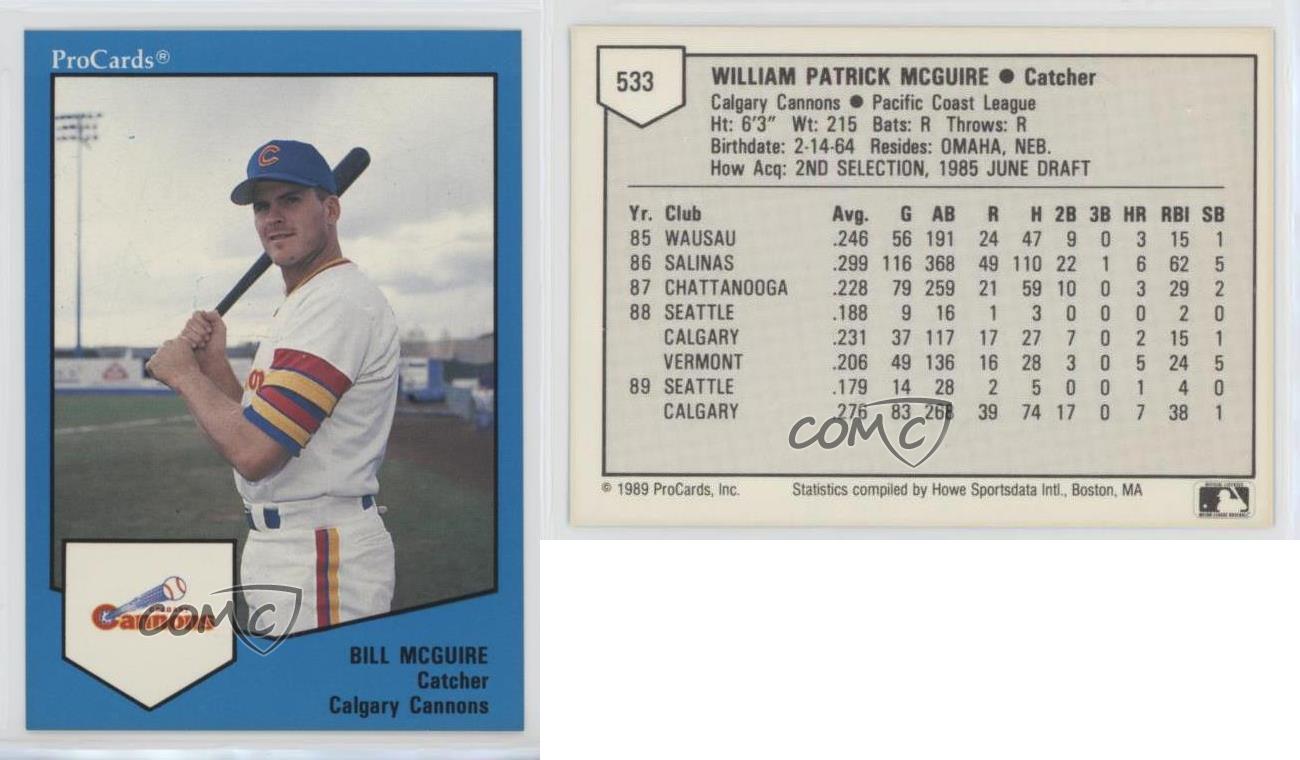 ProCards®
C
Cannons
COMC
BILL MCGUIRE
Catcher
Calgary Cannons
533
WILLIAM PATRICK MCGUIRE ● Catcher
Calgary Cannons ● Pacific Coast League
Ht: 6'3" Wt: 215 Bats: R Throws: R
Birthdate: 2-14-64 Resides: OMAHA, NEB.
How Acq: 2ND SELECTION, 1985 JUNE DRAFT
Yr. Club Avg. G AB R H 2B 3B HR RBI SB
85 WAUSAU .246 56 191 24 47 9 0 3 15 1
86 SALINAS .299 116 368 49 110 22 1 6 62 5
87 CHATTANOOGA .228 79 259 21 59 10 0 3 29 2
88 SEATTLE .188 9 16 1 3 0 0 0 2 0
CALGARY .231 37 117 17 27 7 0 2 15 1
VERMONT .206 49 136 16 28 3 0 5 24 5
89 SEATTLE .179 14 28 2 5 0 0 1 4 0
CALGARY .276 83 268 39 74 17 0 7 38 1
COMC
© 1989 ProCards, Inc. Statistics compiled by Howe Sportsdata Intl., Boston, MA